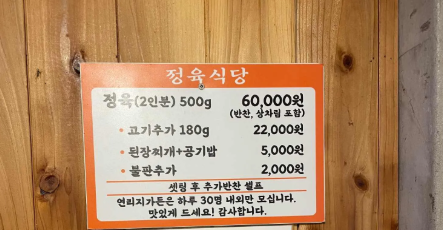 정육식당
정육(2인분) 500g 60,000원
(반찬, 상차림 포함)
• 고기추가 180g 22,000원
• 된장찌개+공기밥 5,000원
• 불판추가 2,000원
셋팅 후 추가반찬 셀프
연리지가든은 하루 30명 내외만 모십니다.
맛있게 드세요! 감사합니다.